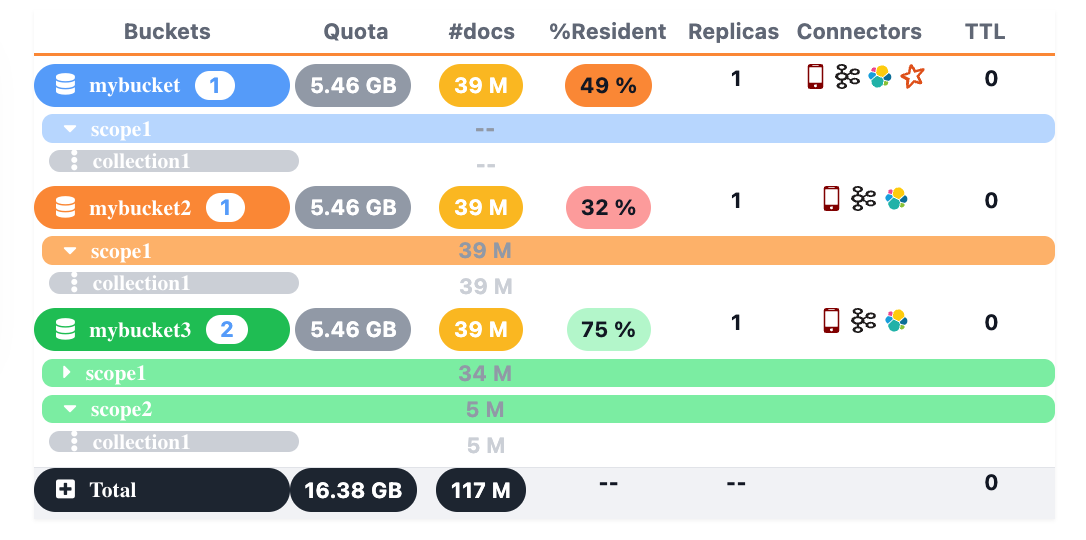 Buckets Quota #docs %Resident Replicas Connectors TTL
mybucket 1 5.46 GB 39 M 49 % 1 0
scope1 --
collection1 --
mybucket2 1 5.46 GB 39 M 32 % 1 0
scope1 39 M
collection1 39 M
mybucket3 2 5.46 GB 39 M 75 % 1 0
scope1 34 M
scope2 5 M
collection1 5 M
Total 16.38 GB 117 M -- -- 0